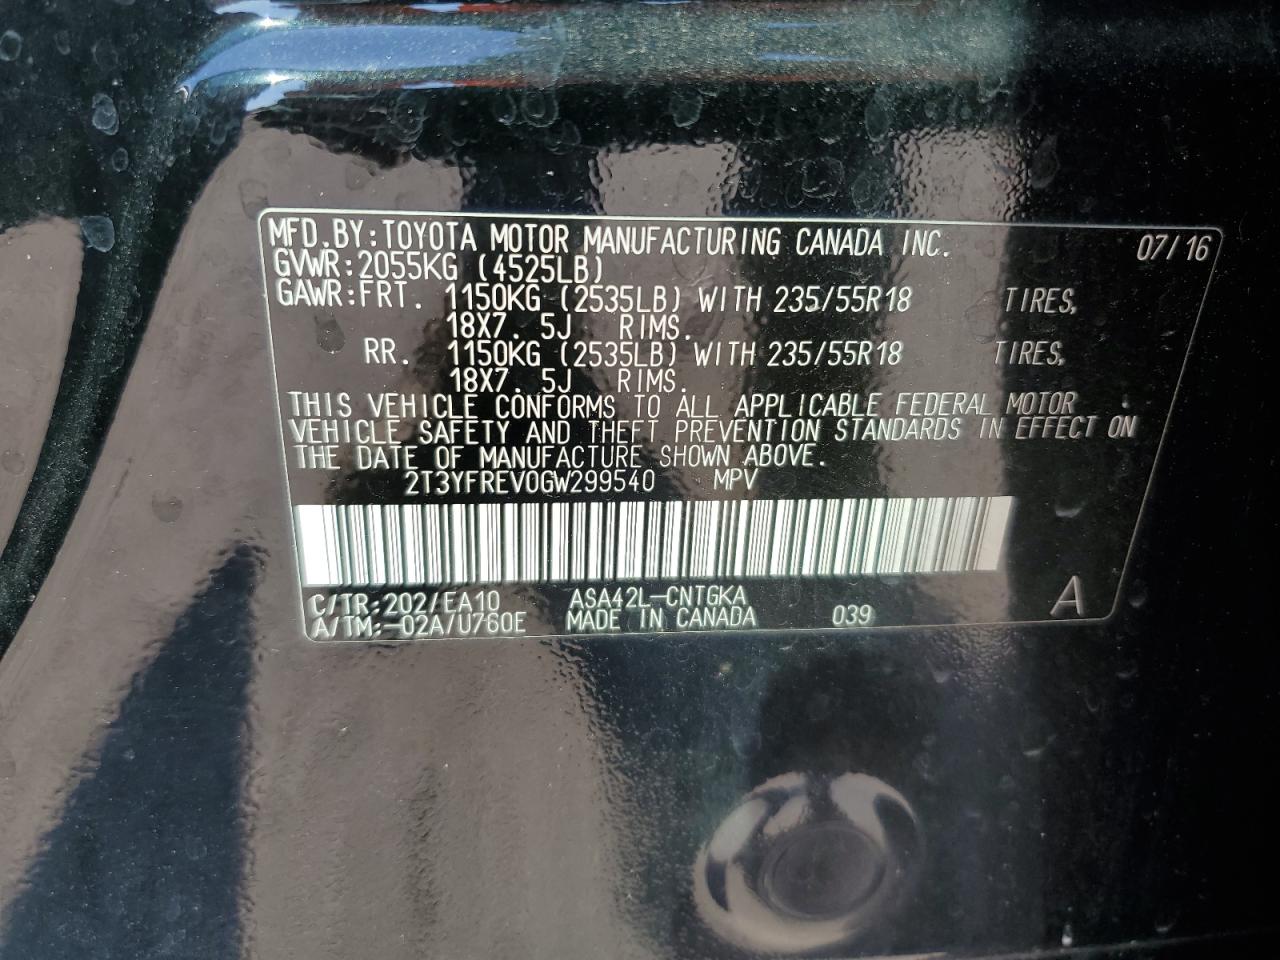 MFD.BY:TOYOTA MOTOR MANUFACTURING CANADA INC. 07/16
GVWR:2055KG (4525LB)
GAWR:FRT. 1150KG (2535LB) WITH 235/55R18 TIRES,
18X7. 5J RIMS.
RR. 1150KG (2535LB) WITH 235/55R18 TIRES,
18X7. 5J RIMS.
THIS VEHICLE CONFORMS TO ALL APPLICABLE FEDERAL MOTOR
VEHICLE SAFETY AND THEFT PREVENTION STANDARDS IN EFFECT ON
THE DATE OF MANUFACTURE SHOWN ABOVE.
2T3YFREV0GW299540 MPV
C/TR:202/EA10 ASA42L-CNTGKA
A/TM:-02A/U760E MADE IN CANADA 039 A